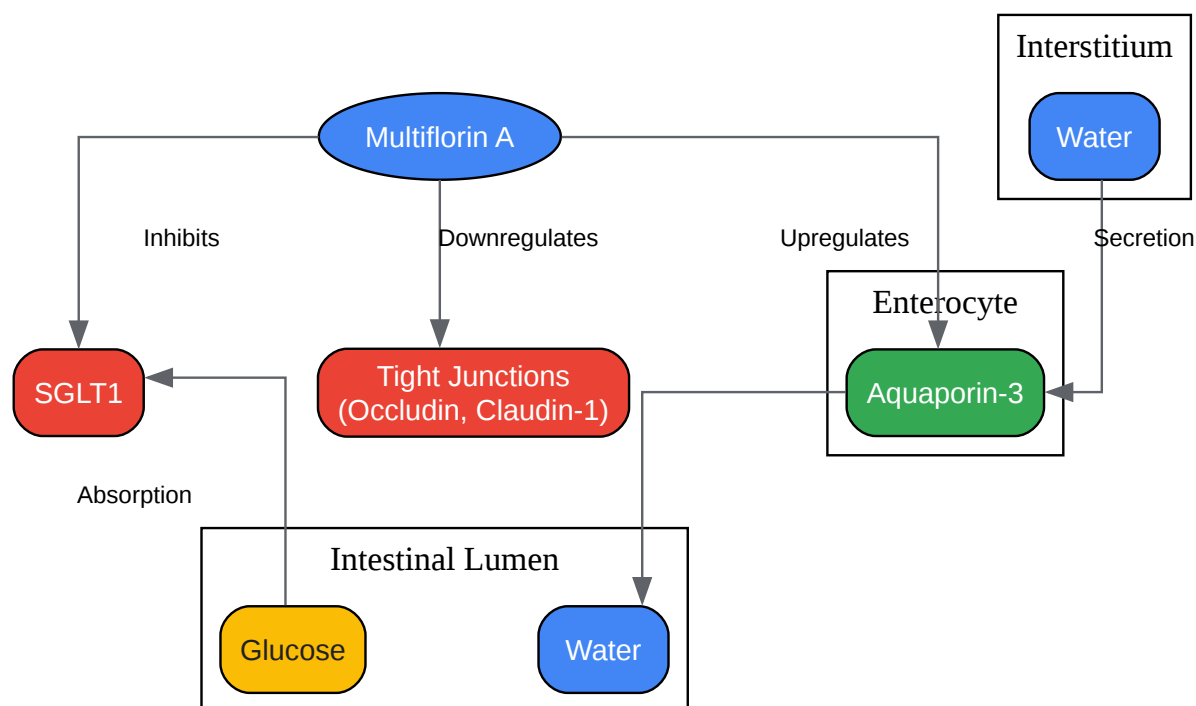 Interstitium
Multiflorin A
Water
Inhibits
Downregulates
Upregulates
Secretion
Enterocyte
SGLT1
Tight Junctions
(Occludin, Claudin-1)
Aquaporin-3
Absorption
Intestinal Lumen
Glucose
Water